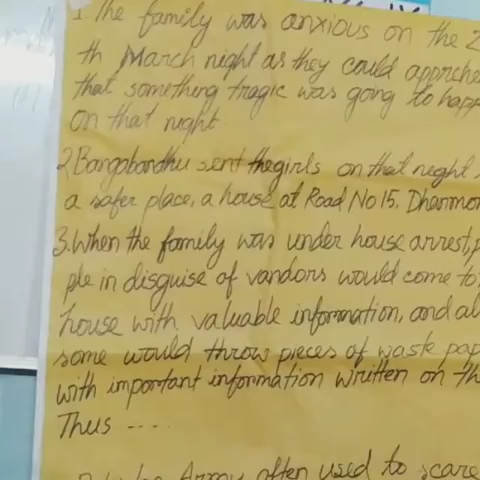 1 The family was anxious on the 2
th March night as they could apprehe
that something tragic was going to happ
on that night.
2 Bangabandhu sent the girls on that night
a safer place, a house at Road No 15. Dhanmon
3. When the family was under house arrest, p
ple in disguise of vandors would come to
house with valuable information, and al
some would throw pieces of waste pap
with important information written on th
Thus ----
Army often used to scare